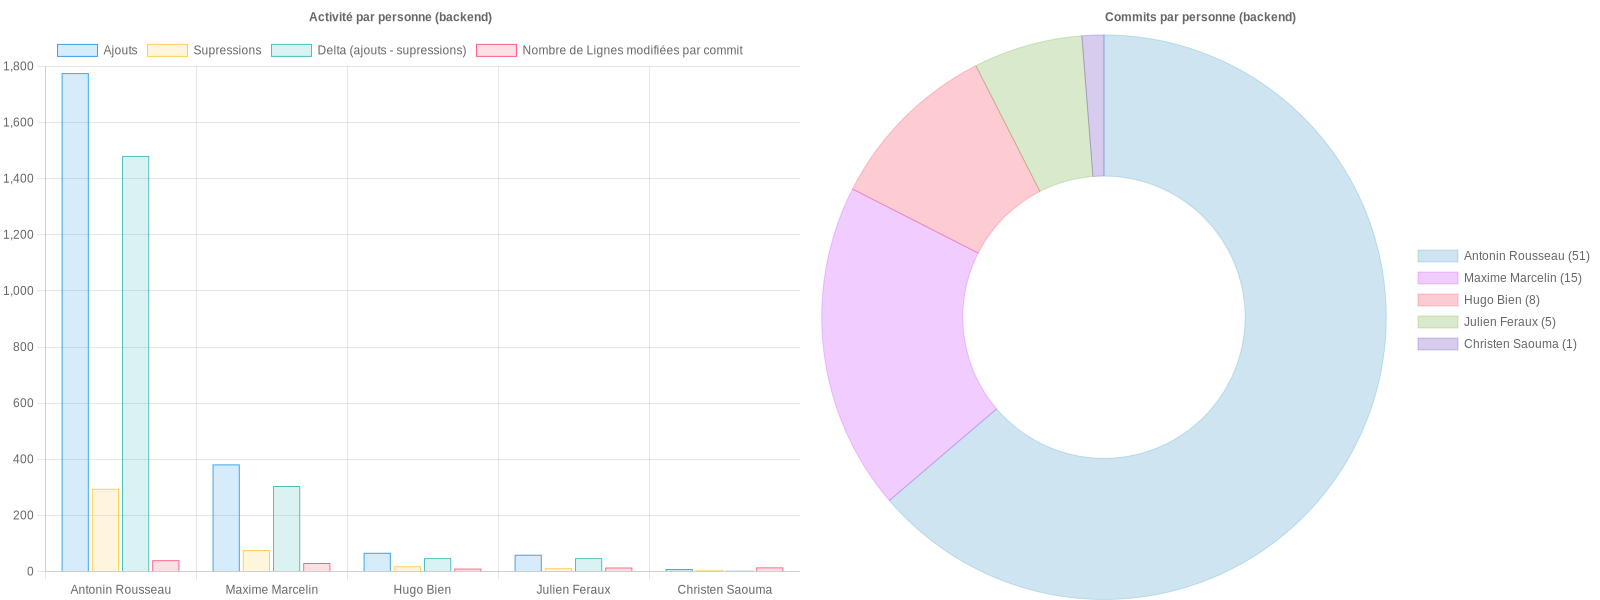 Activité par personne (backend)
Ajouts
Supressions
Delta (ajouts - supressions)
Nombre de Lignes modifiées par commit
1,800
1,600
1,400
1,200
1,000
800
600
400
200
0
Antonin Rousseau
Maxime Marcelin
Hugo Bien
Julien Feraux
Christen Saouma
Commits par personne (backend)
Antonin Rousseau (51)
Maxime Marcelin (15)
Hugo Bien (8)
Julien Feraux (5)
Christen Saouma (1)